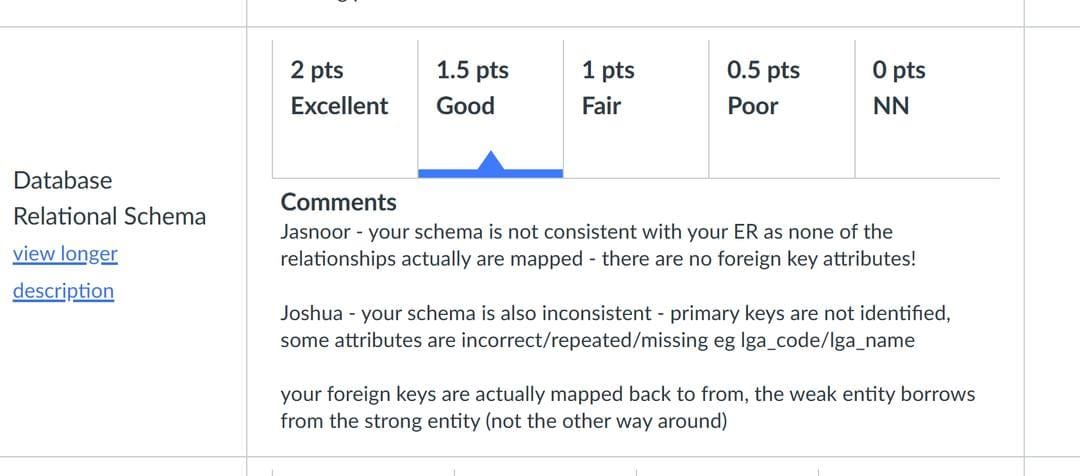 2 pts
Excellent
1.5 pts
Good
1 pts
Fair
0.5 pts
Poor
0 pts
NN
Database
Relational Schema
view longer
description
Comments
Jasnoor - your schema is not consistent with your ER as none of the
relationships actually are mapped - there are no foreign key attributes!
Joshua - your schema is also inconsistent - primary keys are not identified,
some attributes are incorrect/repeated/missing eg lga_code/lga_name
your foreign keys are actually mapped back to from, the weak entity borrows
from the strong entity (not the other way around)